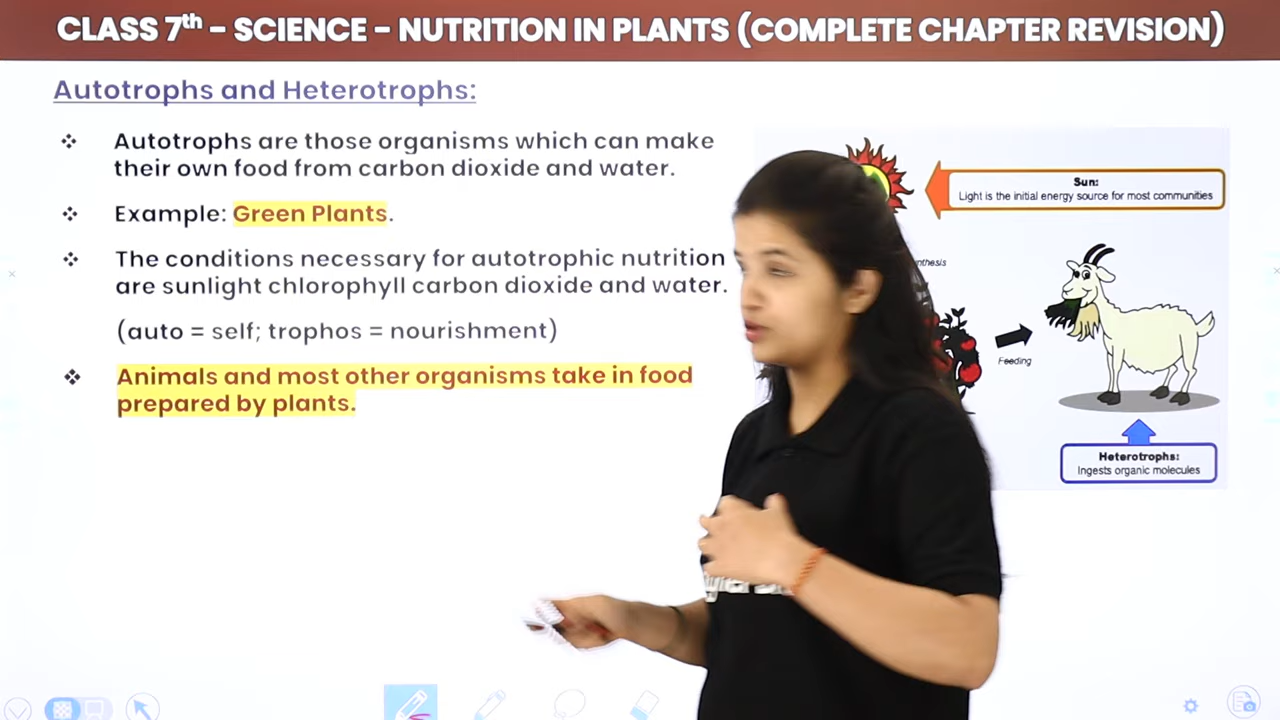 CLASS 7th – SCIENCE – NUTRITION IN PLANTS (COMPLETE CHAPTER REVISION)
Autotrophs and Heterotrophs:
❖ Autotrophs are those organisms which can make
their own food from carbon dioxide and water.
❖ Example: Green Plants.
❖ The conditions necessary for autotrophic nutrition
are sunlight chlorophyll carbon dioxide and water.
(auto = self; trophos = nourishment)
❖ Animals and most other organisms take in food
prepared by plants.
Sun:
Light is the initial energy source for most communities
Feeding
Heterotrophs:
Ingests organic molecules